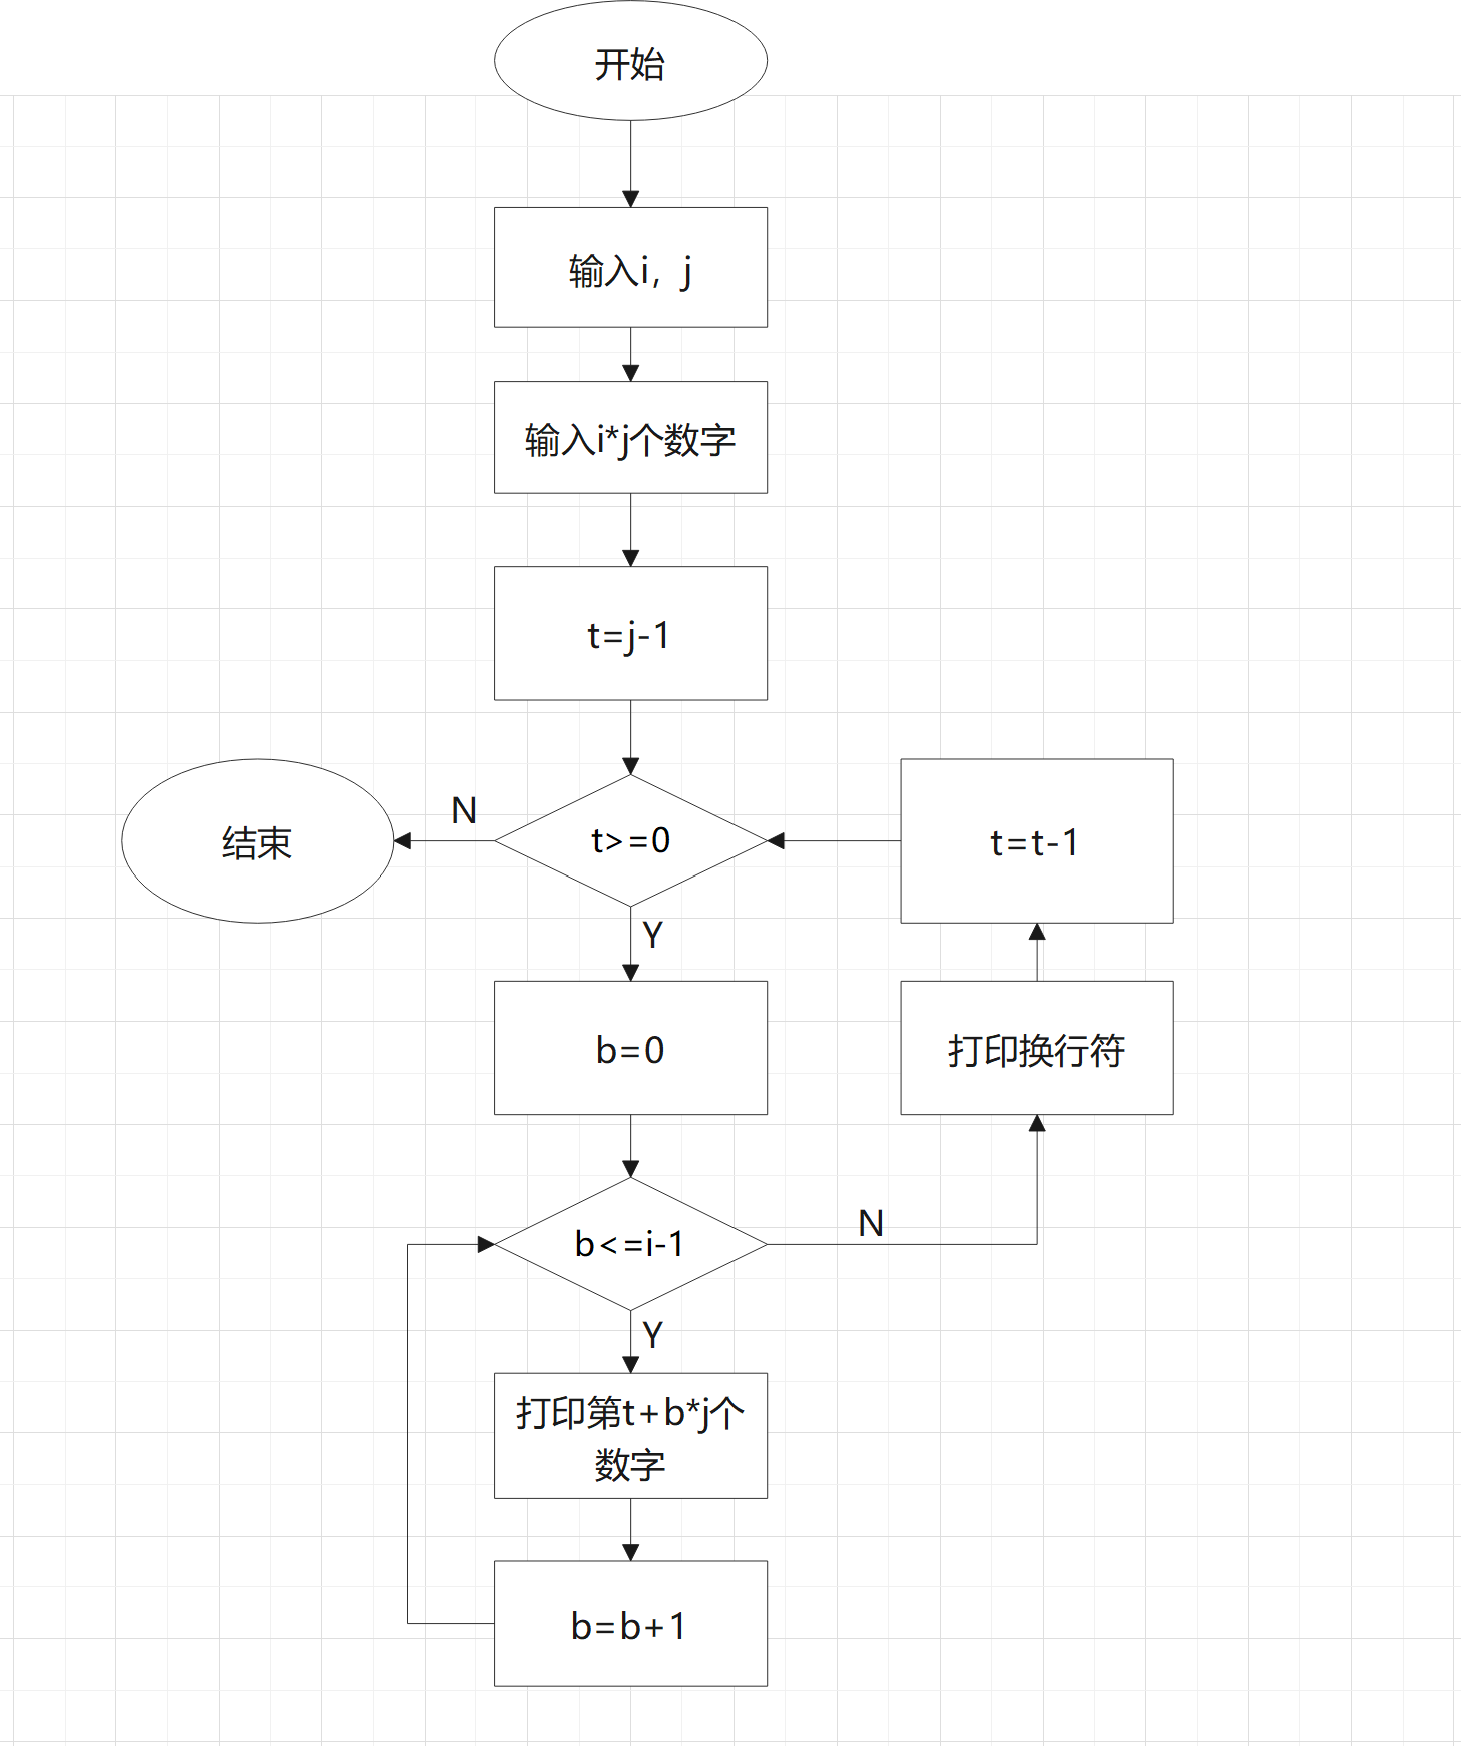 开始
输入i，j
输入i*j个数字
t=j-1
结束
N
t>=0
t=t-1
Y
b=0
打印换行符
b<=i-1
N
Y
打印第t+b*j个
数字
b=b+1